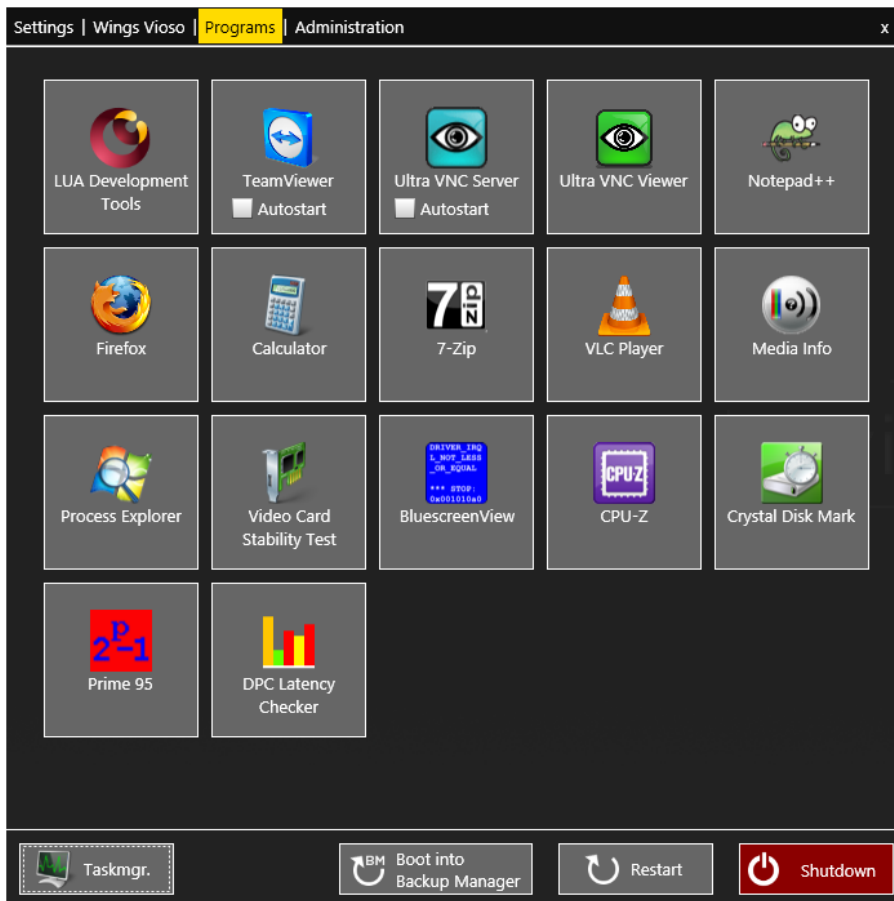 Settings | Wings Vioso | Programs | Administration x
LUA Development
Tools
TeamViewer
Autostart
Ultra VNC Server
Autostart
Ultra VNC Viewer
Notepad++
Firefox
Calculator
7 zip
7-Zip
VLC Player
Media Info
Process Explorer
Video Card
Stability Test
DRIVER_IRQ
L_NOT_LESS
_OR_EQUAL
*** STOP:
0x001010a0
BluescreenView
CPU-Z
CPU-Z
Crystal Disk Mark
2P-1
Prime 95
DPC Latency
Checker
Taskmgr.
BM
Boot into
Backup Manager
Restart
Shutdown